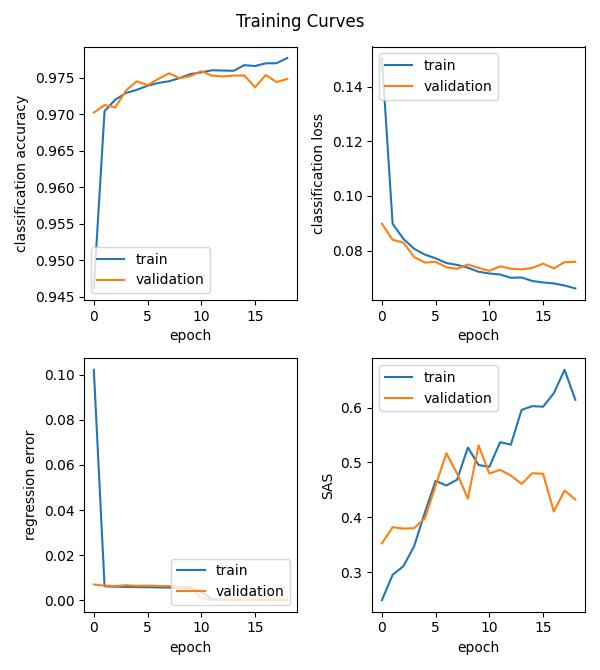 Training Curves
classification accuracy
0.975
0.970
0.965
0.960
0.955
0.950
0.945
train
validation
0 5 10 15
epoch
classification loss
0.14
0.12
0.10
0.08
train
validation
0 5 10 15
epoch
regression error
0.10
0.08
0.06
0.04
0.02
0.00
train
validation
0 5 10 15
epoch
SAS
0.6
0.5
0.4
0.3
train
validation
0 5 10 15
epoch